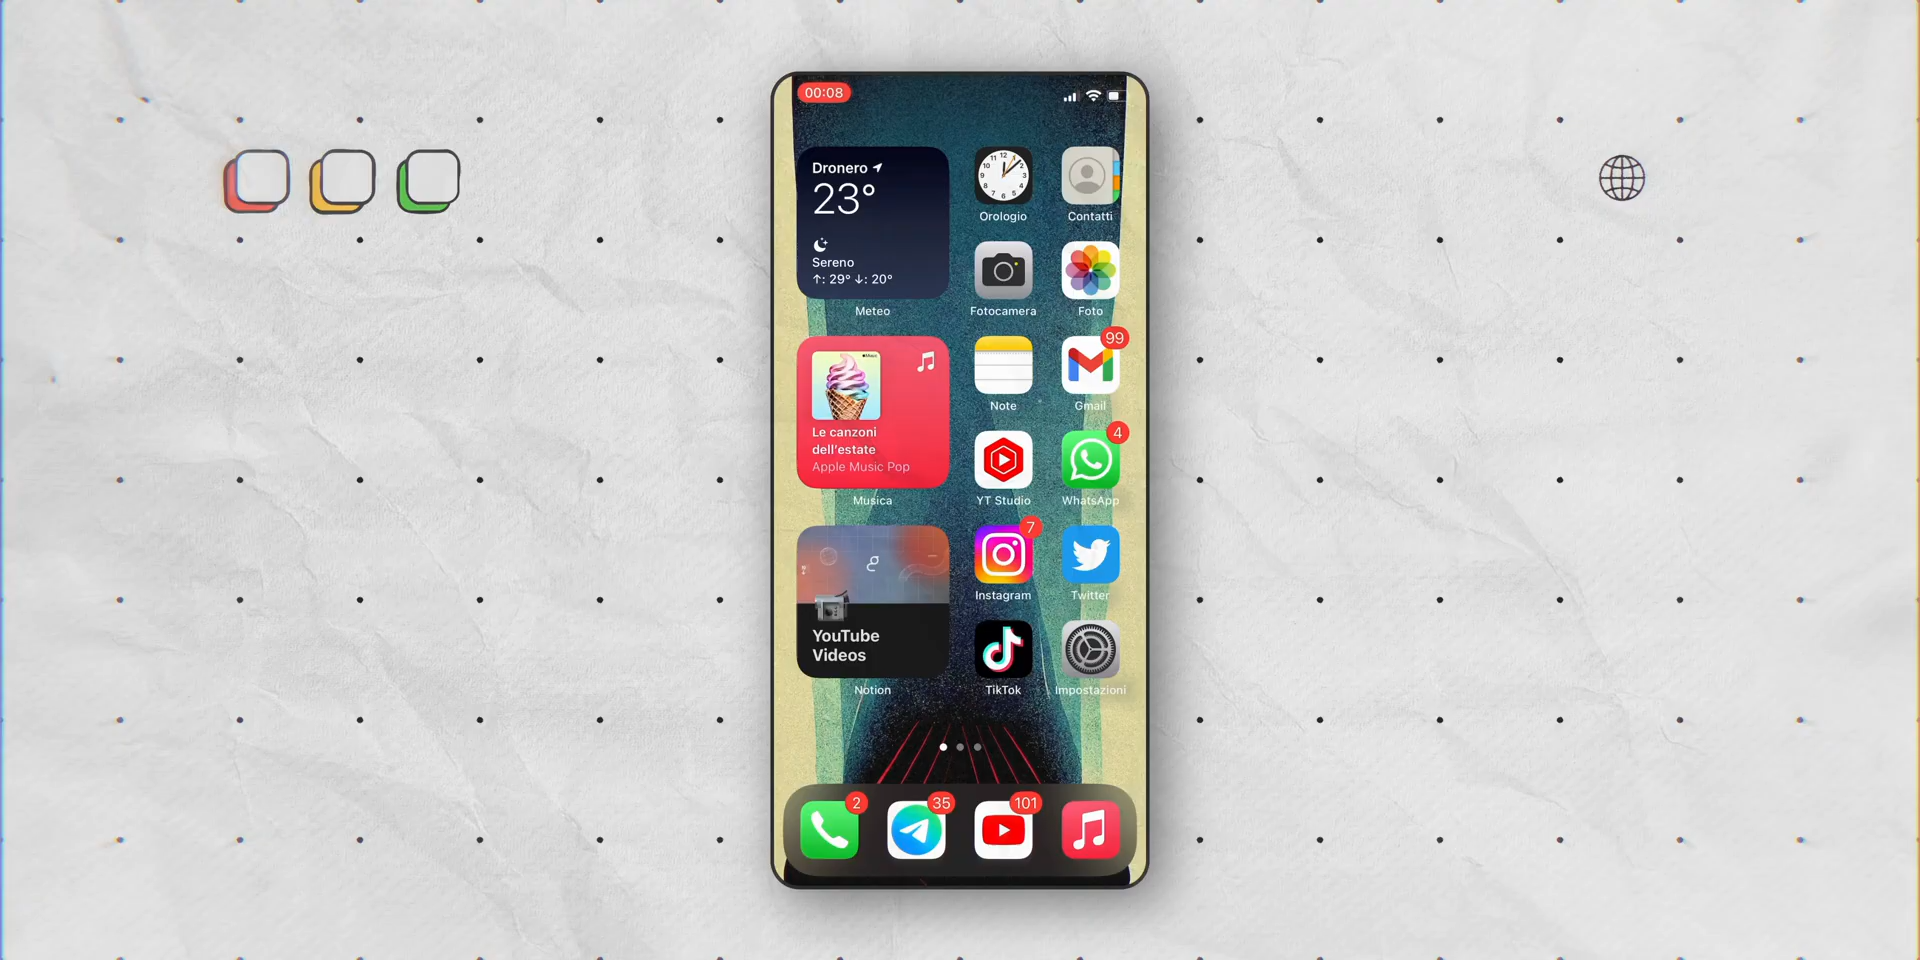 00:08
Dronero
23°
Sereno
↑: 29° ↓: 20°
Meteo
Orologio
Contatti
Fotocamera
Foto
Le canzoni
dell'estate
Apple Music Pop
Musica
Note
99
Gmail
YT Studio
4
WhatsApp
YouTube
Videos
Notion
7
Instagram
Twitter
TikTok
Impostazioni
2
35
101